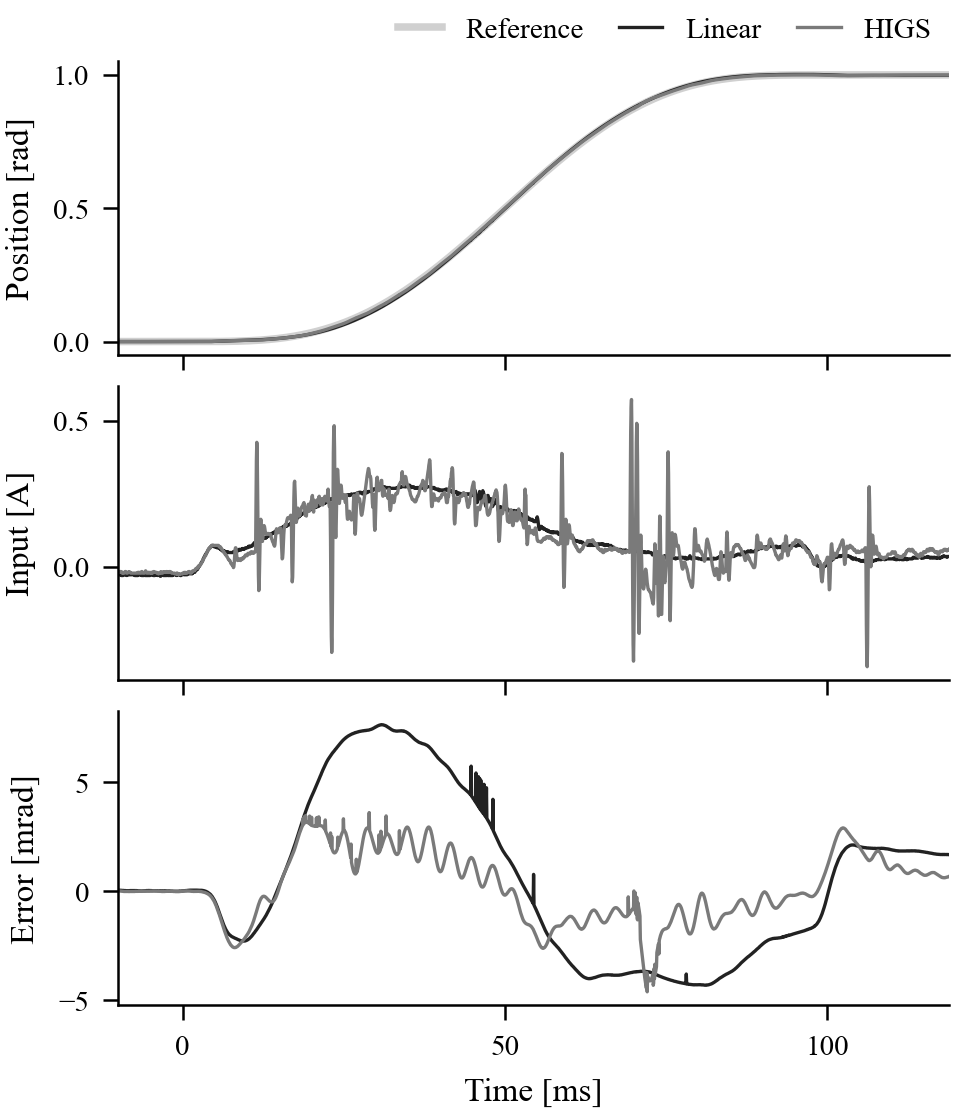 Reference Linear HIGS
Position [rad]
1.0
0.5
0.0
Input [A]
0.5
0.0
Error [mrad]
5
0
−5
0 50 100
Time [ms]